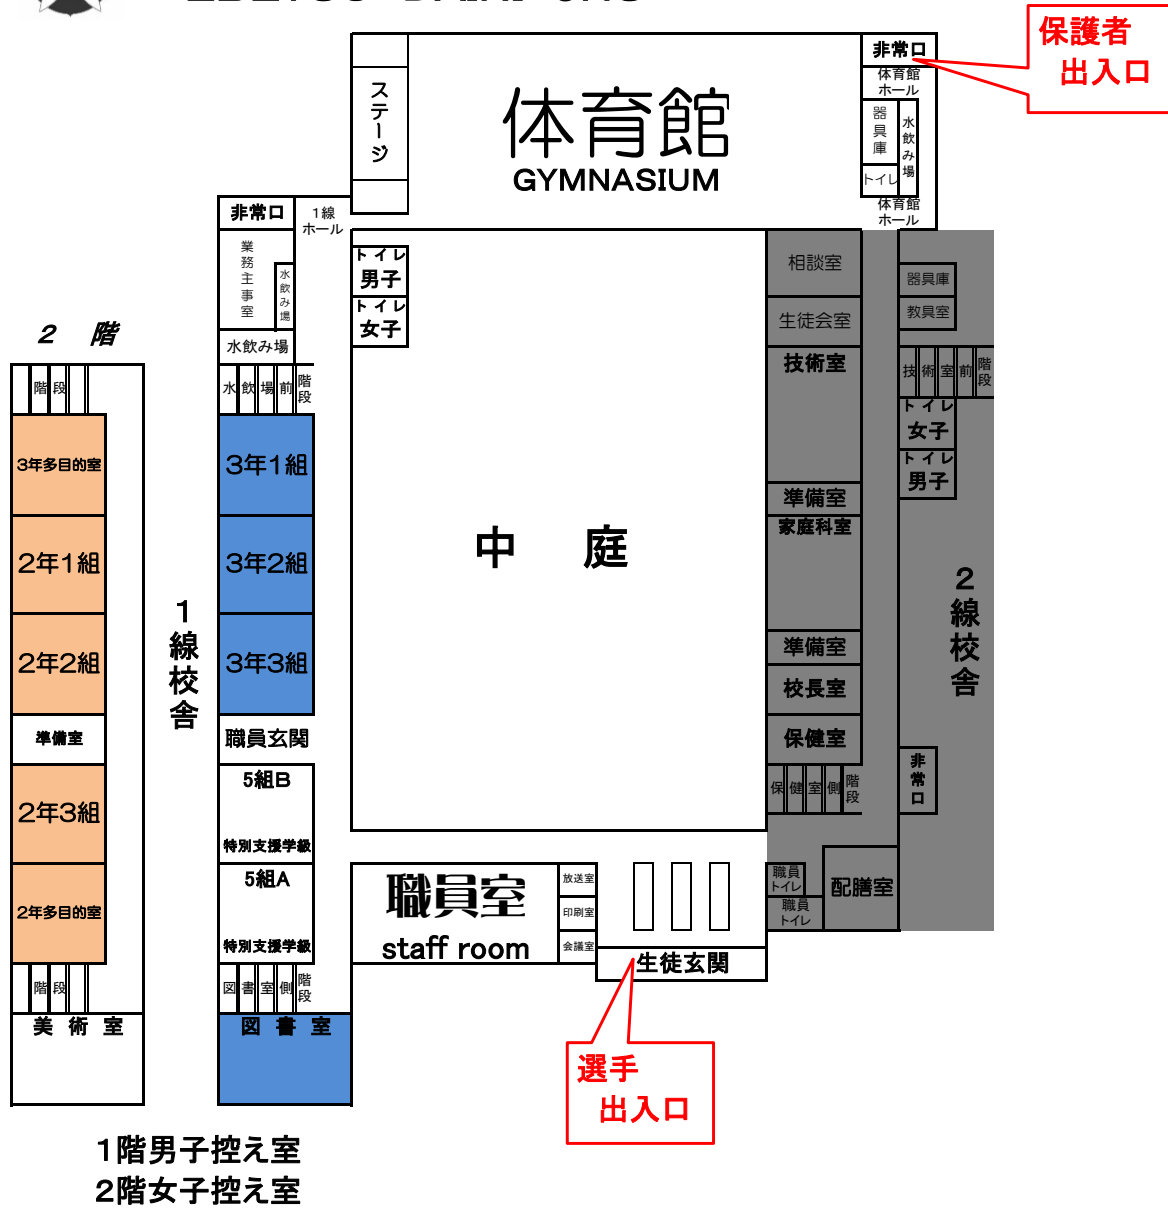 保護者
出入口
非常口
体育館
ホール
ステージ
体育館
GYMNASIUM
器具庫
水飲み場
トイレ
体育館
ホール
非常口
1線
ホール
業務主事室
水飲み場
水飲み場
トイレ
男子
トイレ
女子
相談室
生徒会室
器具庫
教具室
2 階
階段
水飲場前階段
技術室
技術室前階段
トイレ
女子
トイレ
男子
3年多目的室
3年1組
準備室
家庭科室
2年1組
3年2組
中 庭
2線校舎
1線校舎
2年2組
3年3組
準備室
校長室
準備室
職員玄関
保健室
非常口
保健室側階段
2年3組
5組B
特別支援学級
2年多目的室
5組A
特別支援学級
職員室
staff room
放送室
印刷室
会議室
職員
トイレ
職員
トイレ
配膳室
生徒玄関
階段
図書室側階段
美術室
図書室
選手
出入口
1階男子控え室
2階女子控え室